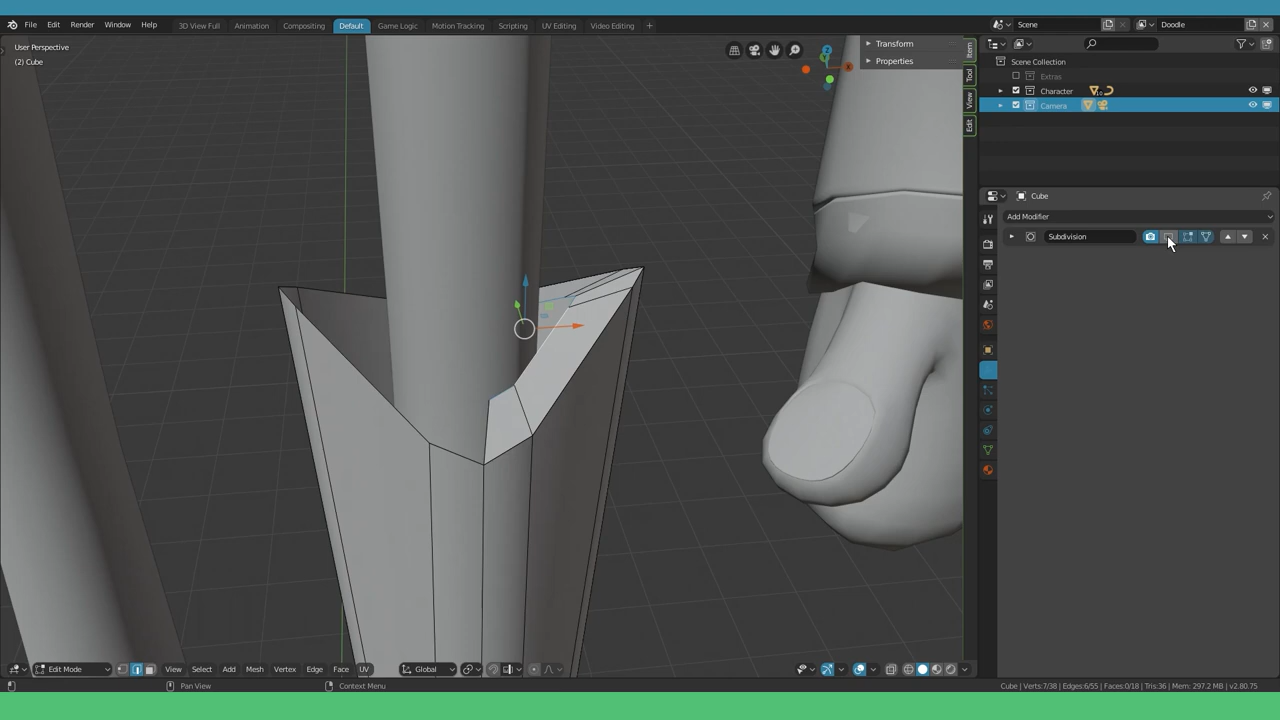 File Edit Render Window Help 3D View Full Animation Compositing Default Game Logic Motion Tracking Scripting UV Editing Video Editing + Scene Doodle
User Perspective
(2) Cube
Transform
Properties
Item
Tool
View
Edit
Scene Collection
Extras
Character
Camera
Cube
Add Modifier
Subdivision
Edit Mode View Select Add Mesh Vertex Edge Face UV Global
Pan View Context Menu Cube | Verts:7/38 | Edges:6/55 | Faces:0/18 | Tris:36 | Mem: 297.2 MB | v2.80.75